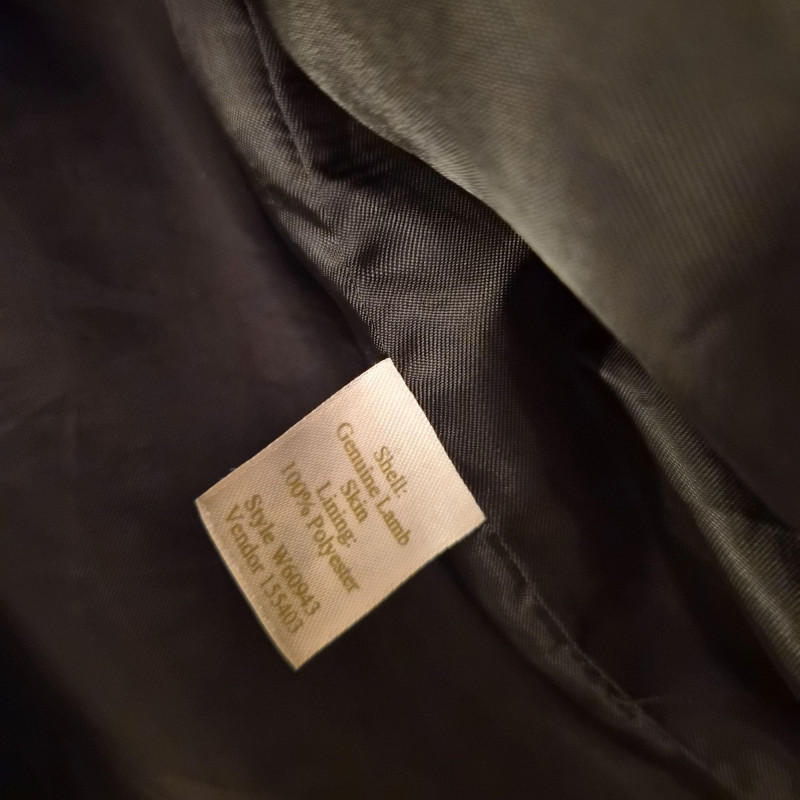 Shell:
Genuine Lamb
Skin
Lining:
100% Polyester
Style W60943
Vendor 155403